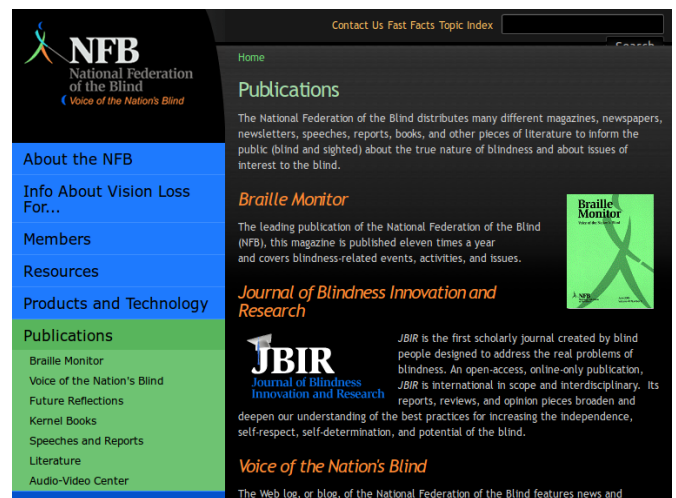 Contact Us Fast Facts Topic Index
Search
NFB
National Federation
of the Blind
Voice of the Nation's Blind
Home
Publications
The National Federation of the Blind distributes many different magazines, newspapers,
newsletters, speeches, reports, books, and other pieces of literature to inform the
public (blind and sighted) about the true nature of blindness and about issues of
interest to the blind.
About the NFB
Info About Vision Loss
For...
Members
Resources
Products and Technology
Publications
Braille Monitor
Voice of the Nation's Blind
Future Reflections
Kernel Books
Speeches and Reports
Literature
Audio-Video Center
Braille Monitor
The leading publication of the National Federation of the Blind
(NFB), this magazine is published eleven times a year
and covers blindness-related events, activities, and issues.
Braille
Monitor
Voice of the Nation's Blind
NFB
Journal of Blindness Innovation and
Research
JBIR
Journal of Blindness
Innovation and Research
JBIR is the first scholarly journal created by blind
people designed to address the real problems of
blindness. An open-access, online-only publication,
JBIR is international in scope and interdisciplinary. Its
reports, reviews, and opinion pieces broaden and
deepen our understanding of the best practices for increasing the independence,
self-respect, self-determination, and potential of the blind.
Voice of the Nation's Blind
The Web log, or blog, of the National Federation of the Blind features news and